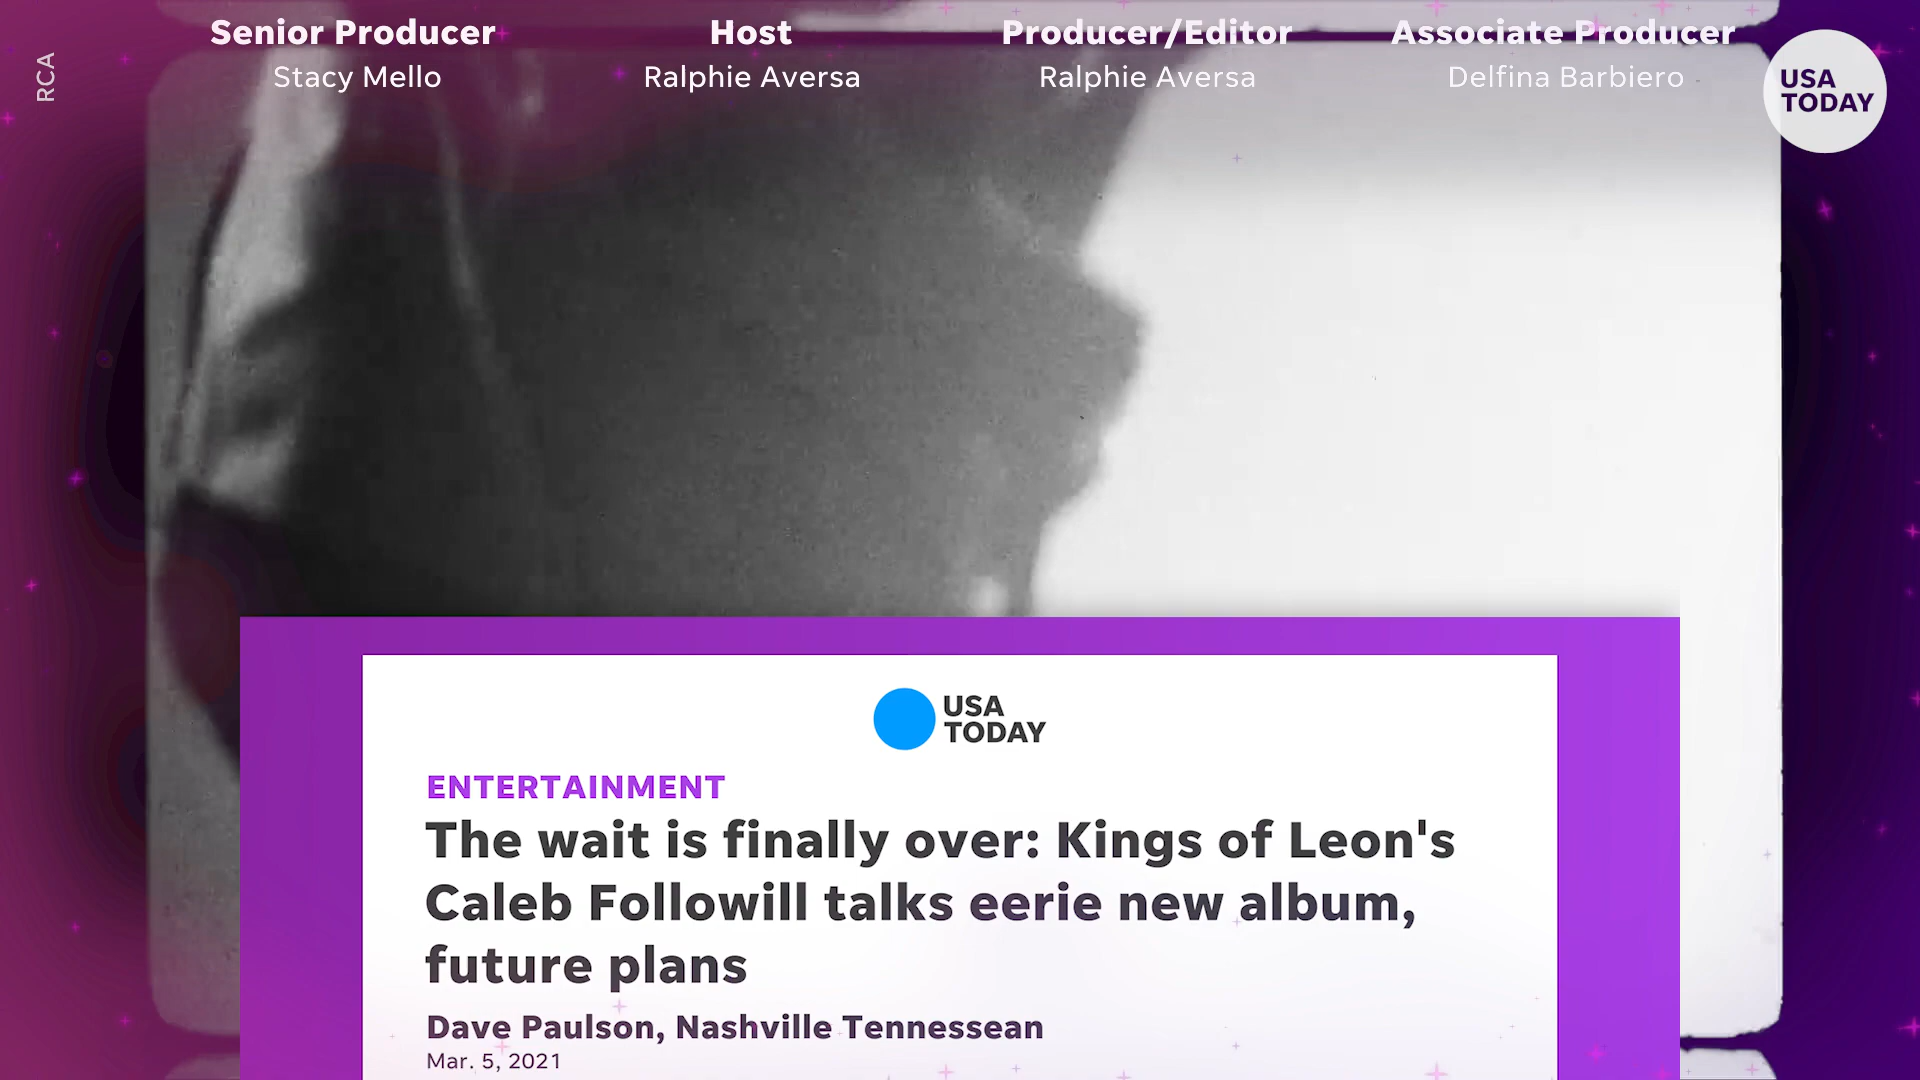 Senior Producer
Stacy Mello
Host
Ralphie Aversa
Producer/Editor
Ralphie Aversa
Associate Producer
Delfina Barbiero
RCA
USA
TODAY
USA
TODAY
ENTERTAINMENT
The wait is finally over: Kings of Leon's
Caleb Followill talks eerie new album,
future plans
Dave Paulson, Nashville Tennessean
Mar. 5, 2021